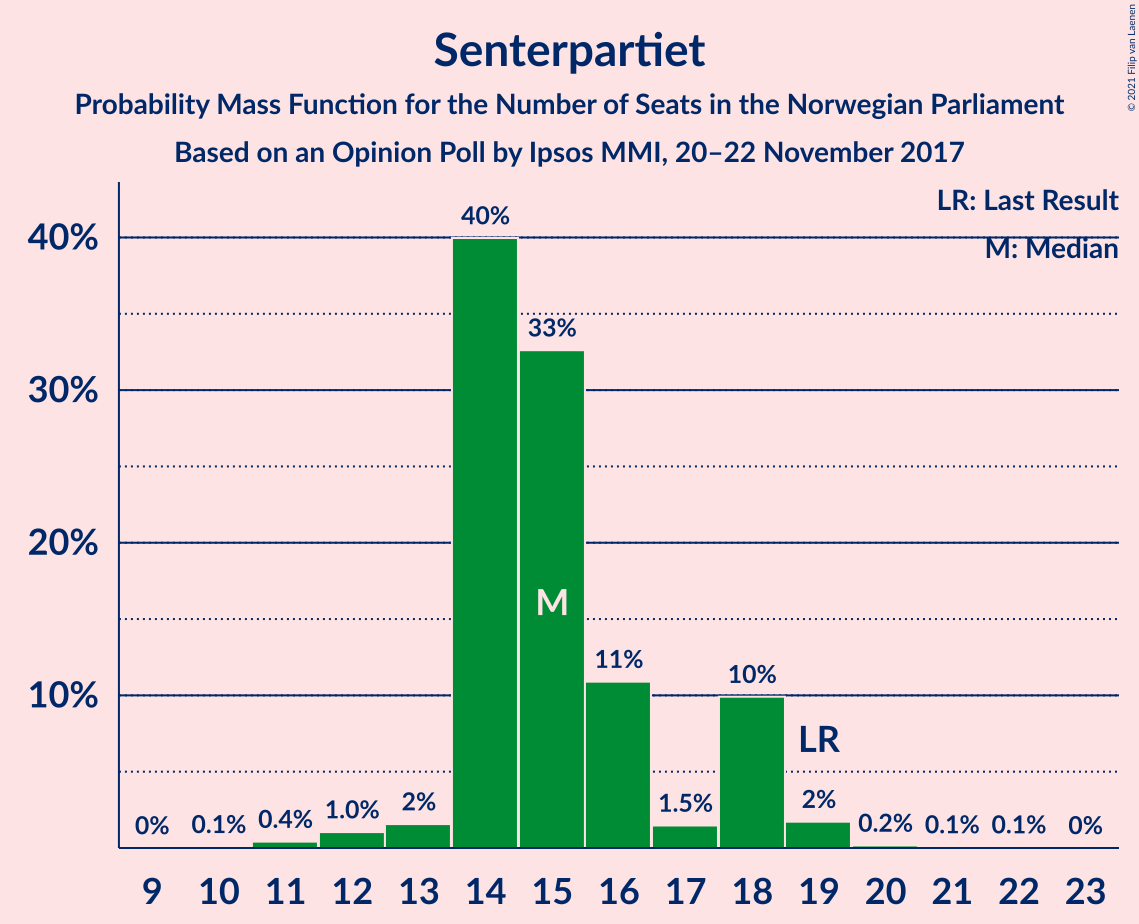 Senterpartiet
Probability Mass Function for the Number of Seats in the Norwegian Parliament
Based on an Opinion Poll by Ipsos MMI, 20–22 November 2017
© 2021 Filip van Laenen
LR: Last Result
M: Median
40%
30%
20%
10%
0%
0.1%
0.4%
1.0%
2%
40%
33%
11%
1.5%
10%
2%
0.2%
0.1%
0.1%
0%
M
LR
9 10 11 12 13 14 15 16 17 18 19 20 21 22 23